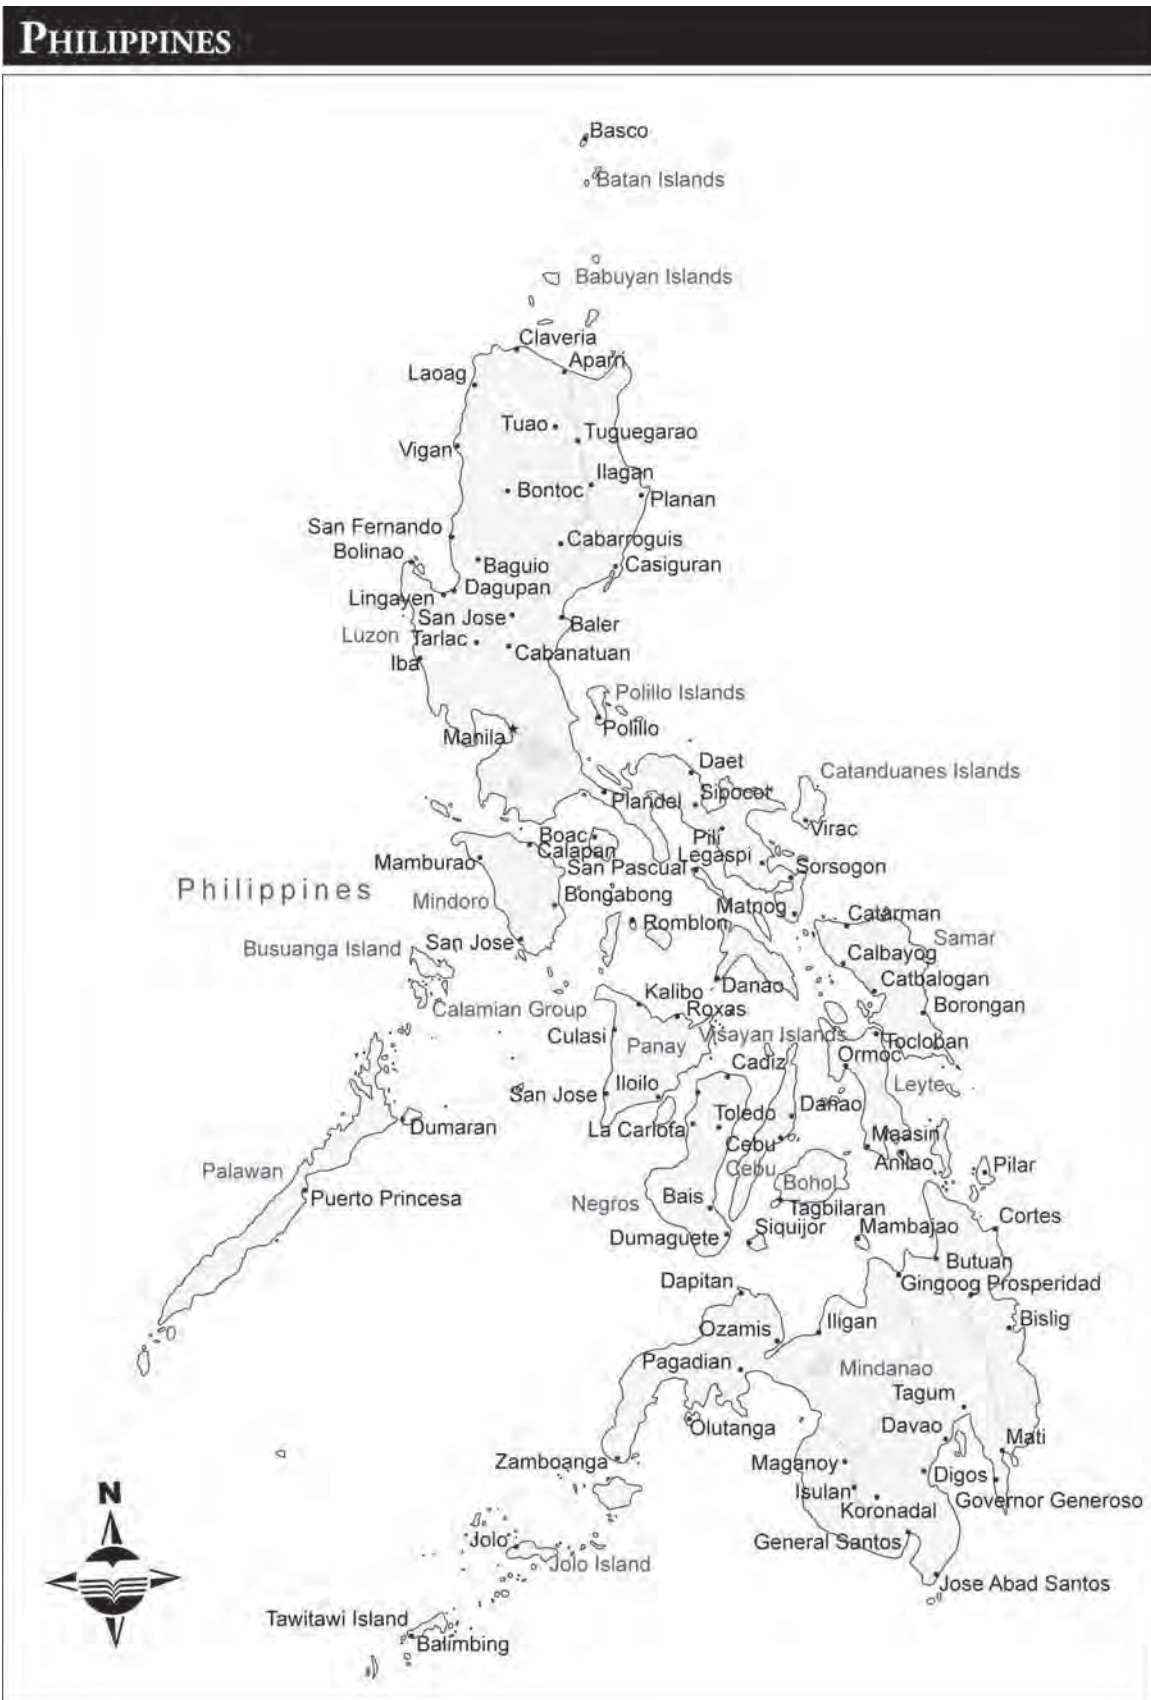 PHILIPPINES
Basco
Batan Islands
Babuyan Islands
Claveria
Aparri
Laoag
Tuao
Tuguegarao
Vigan
Ilagan
Bontoc
Planan
San Fernando
Cabarroguis
Bolinao
Baguio
Casiguran
Dagupan
Lingayen
San Jose
Baler
Luzon
Tarlac
Cabanatuan
Iba
Polillo Islands
Polillo
Manila
Daet
Catanduanes Islands
Plandel
Sipocot
Virac
Boac
Pili
Calapan
Legaspi
Mamburao
San Pascual
Sorsogon
Philippines
Mindoro
Bongabong
Matnog
Catarman
Romblon
Samar
San Jose
Busuanga Island
Calbayog
Catbalogan
Danao
Kalibo
Borongan
Calamian Group
Roxas
Culasi
Visayan Islands
Panay
Tocloban
Ormoc
Cadiz
Iloilo
Leyte
San Jose
Danao
Toledo
Dumaran
La Carlofa
Cebu
Maasin
Anilao
Pilar
Palawan
Cebu
Bohol
Puerto Princesa
Negros
Bais
Tagbilaran
Cortes
Siquijor
Mambajao
Dumaguete
Butuan
Dapitan
Gingoog
Prosperidad
Ozamis
Iligan
Bislig
Pagadian
Mindanao
Tagum
Olutanga
Davao
Mati
Zamboanga
Maganoy
Digos
Isulan
Koronadal
Governor Generoso
N
Jolo
General Santos
Jolo Island
Jose Abad Santos
Tawitawi Island
Balimbing